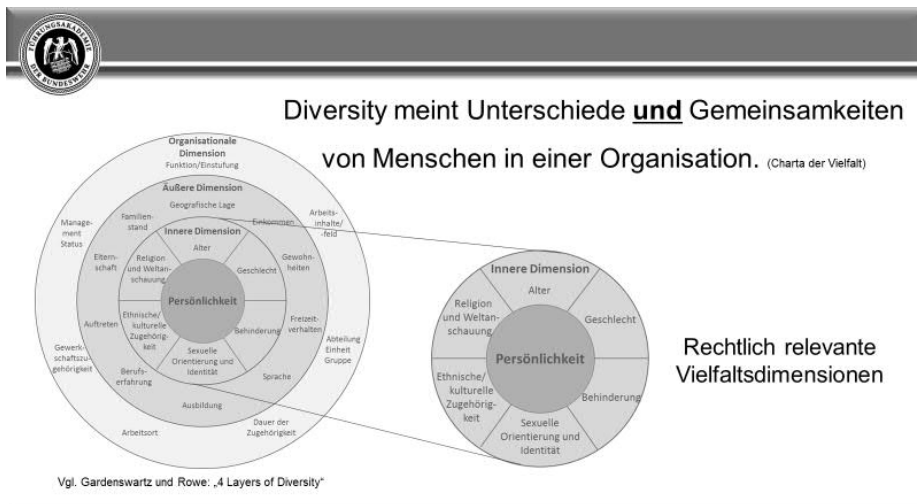 FÜHRUNGSAKADEMIE
DER BUNDESWEHR
Diversity meint Unterschiede und Gemeinsamkeiten
von Menschen in einer Organisation. (Charta der Vielfalt)
Organisationale
Dimension
Funktion/Einstufung
Manage-
ment
Status
Arbeits-
inhalte/
-feld
Gewerk-
schaftszu-
gehörigkeit
Abteilung
Einheit
Gruppe
Arbeitsort
Dauer der
Zugehörigkeit
Äußere Dimension
Geografische Lage
Familien-
stand
Einkommen
Eltern-
schaft
Gewohn-
heiten
Auftreten
Freizeit-
verhalten
Berufs-
erfahrung
Sprache
Ausbildung
Innere Dimension
Alter
Religion
und Weltan-
schauung
Geschlecht
Persönlichkeit
Ethnische/
kulturelle
Zugehörig-
keit
Behinderung
Sexuelle
Orientierung und
Identität
Innere Dimension
Alter
Religion
und Weltan-
schauung
Geschlecht
Persönlichkeit
Ethnische/
kulturelle
Zugehörig-
keit
Behinderung
Sexuelle
Orientierung und
Identität
Rechtlich relevante
Vielfaltsdimensionen
Vgl. Gardenswartz und Rowe: „4 Layers of Diversity“